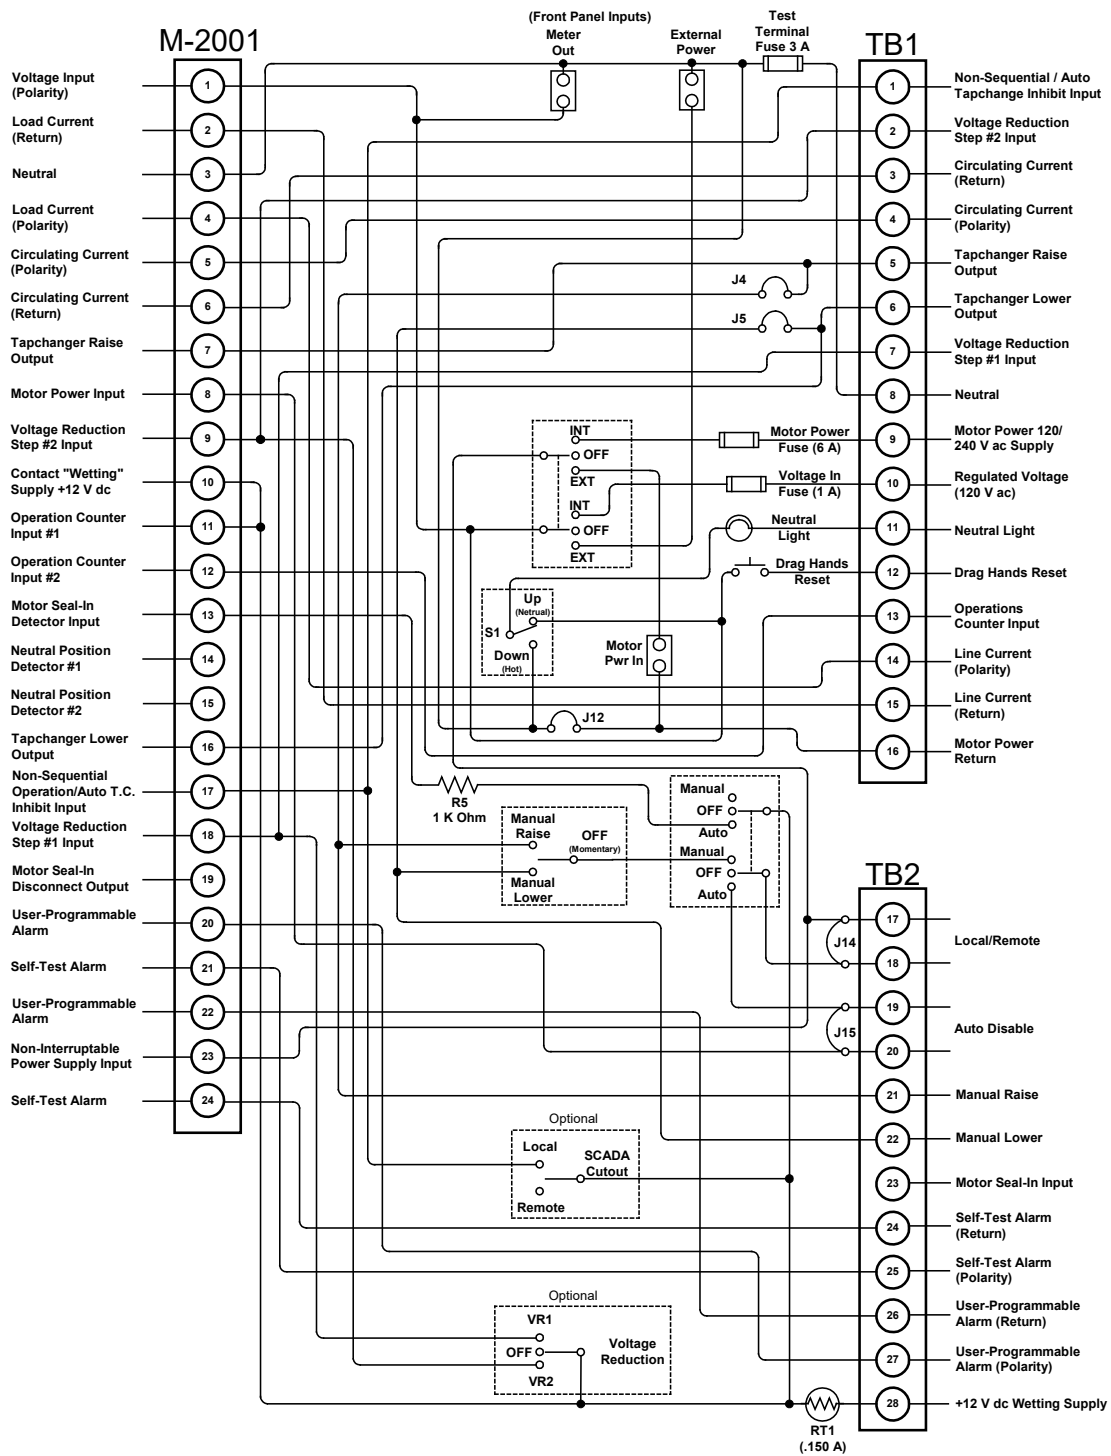 (Front Panel Inputs)
Meter
Out
External
Power
Test
Terminal
Fuse 3 A
M-2001
TB1
Voltage Input
(Polarity)
1
Load Current
(Return)
2
Neutral
3
Load Current
(Polarity)
4
Circulating Current
(Polarity)
5
Circulating Current
(Return)
6
Tapchanger Raise
Output
7
Motor Power Input
8
Voltage Reduction
Step #2 Input
9
Contact "Wetting"
Supply +12 V dc
10
Operation Counter
Input #1
11
Operation Counter
Input #2
12
Motor Seal-In
Detector Input
13
Neutral Position
Detector #1
14
Neutral Position
Detector #2
15
Tapchanger Lower
Output
16
Non-Sequential
Operation/Auto T.C.
Inhibit Input
17
Voltage Reduction
Step #1 Input
18
Motor Seal-In
Disconnect Output
19
User-Programmable
Alarm
20
Self-Test Alarm
21
User-Programmable
Alarm
22
Non-Interruptable
Power Supply Input
23
Self-Test Alarm
24
J4
J5
INT
OFF
EXT
INT
OFF
EXT
Motor Power
Fuse (6 A)
Voltage In
Fuse (1 A)
Neutral
Light
Drag Hands
Reset
Up
(Netrual)
S1
Down
(Hot)
Motor
Pwr In
J12
R5
1 K Ohm
Manual
Raise
OFF
(Momentary)
Manual
Lower
Manual
OFF
Auto
Manual
OFF
Auto
J14
J15
Optional
Local
SCADA
Cutout
Remote
Optional
VR1
OFF
VR2
Voltage
Reduction
RT1
(.150 A)
1
Non-Sequential / Auto
Tapchange Inhibit Input
2
Voltage Reduction
Step #2 Input
3
Circulating Current
(Return)
4
Circulating Current
(Polarity)
5
Tapchanger Raise
Output
6
Tapchanger Lower
Output
7
Voltage Reduction
Step #1 Input
8
Neutral
9
Motor Power 120/
240 V ac Supply
10
Regulated Voltage
(120 V ac)
11
Neutral Light
12
Drag Hands Reset
13
Operations
Counter Input
14
Line Current
(Polarity)
15
Line Current
(Return)
16
Motor Power
Return
TB2
17
Local/Remote
18
19
Auto Disable
20
21
Manual Raise
22
Manual Lower
23
Motor Seal-In Input
24
Self-Test Alarm
(Return)
25
Self-Test Alarm
(Polarity)
26
User-Programmable
Alarm (Return)
27
User-Programmable
Alarm (Polarity)
28
+12 V dc Wetting Supply